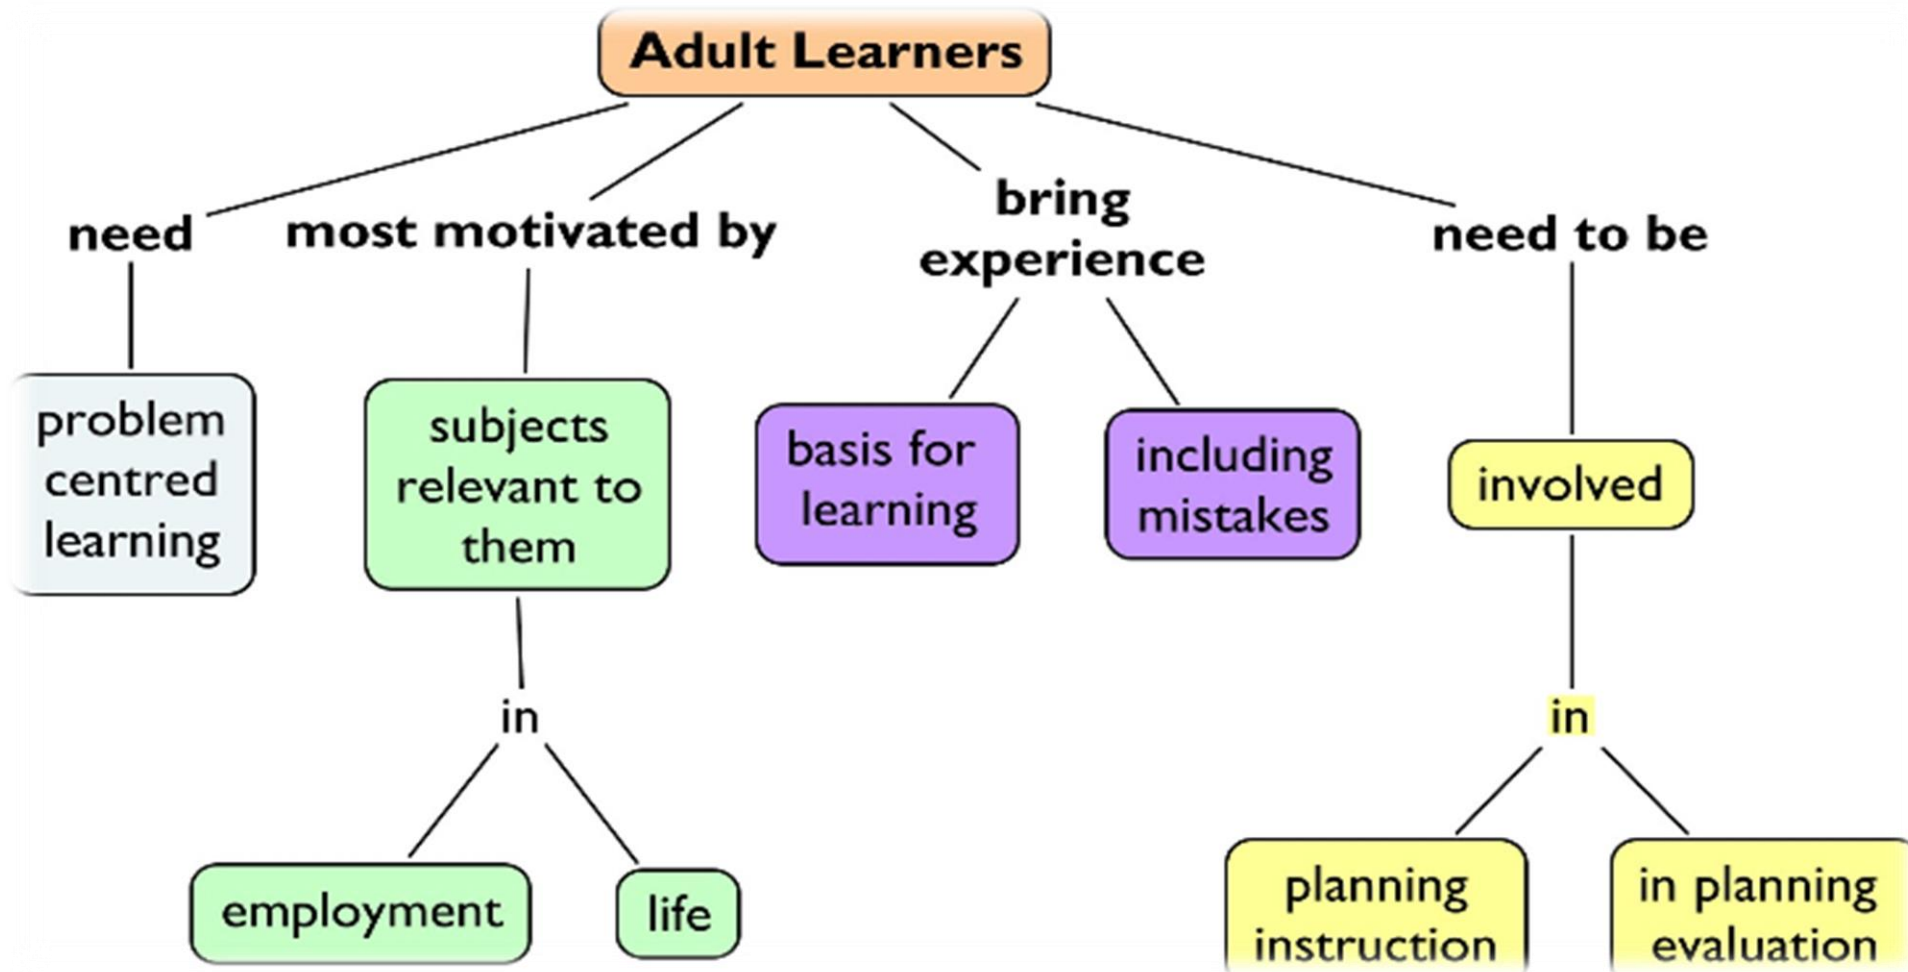 Adult Learners
need
most motivated by
bring
experience
need to be
problem
centred
learning
subjects
relevant to
them
basis for
learning
including
mistakes
involved
in
in
employment
life
planning
instruction
in planning
evaluation